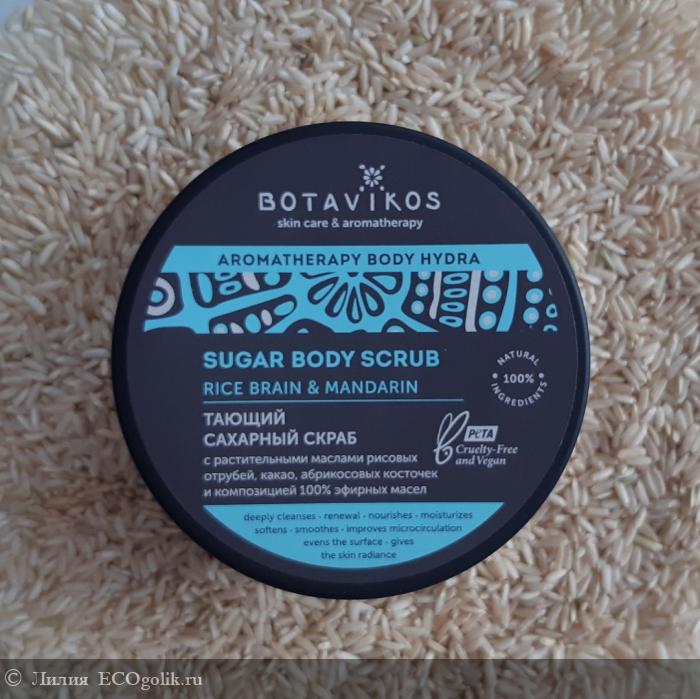 BOTAVIKOS
skin care & aromatherapy
AROMATHERAPY BODY HYDRA
SUGAR BODY SCRUB
RICE BRAIN & MANDARIN
NATURAL
100%
INGREDIENTS
ТАЮЩИЙ
САХАРНЫЙ СКРАБ
с растительными маслами рисовых
отрубей, какао, абрикосовых косточек
и композицией 100% эфирных масел
PETA
Cruelty-Free
and Vegan
deeply cleanses - renewal - nourishes - moisturizes
softens - smoothes - improves microcirculation
evens the surface - gives
the skin radiance
© Лилия ECOgolik.ru